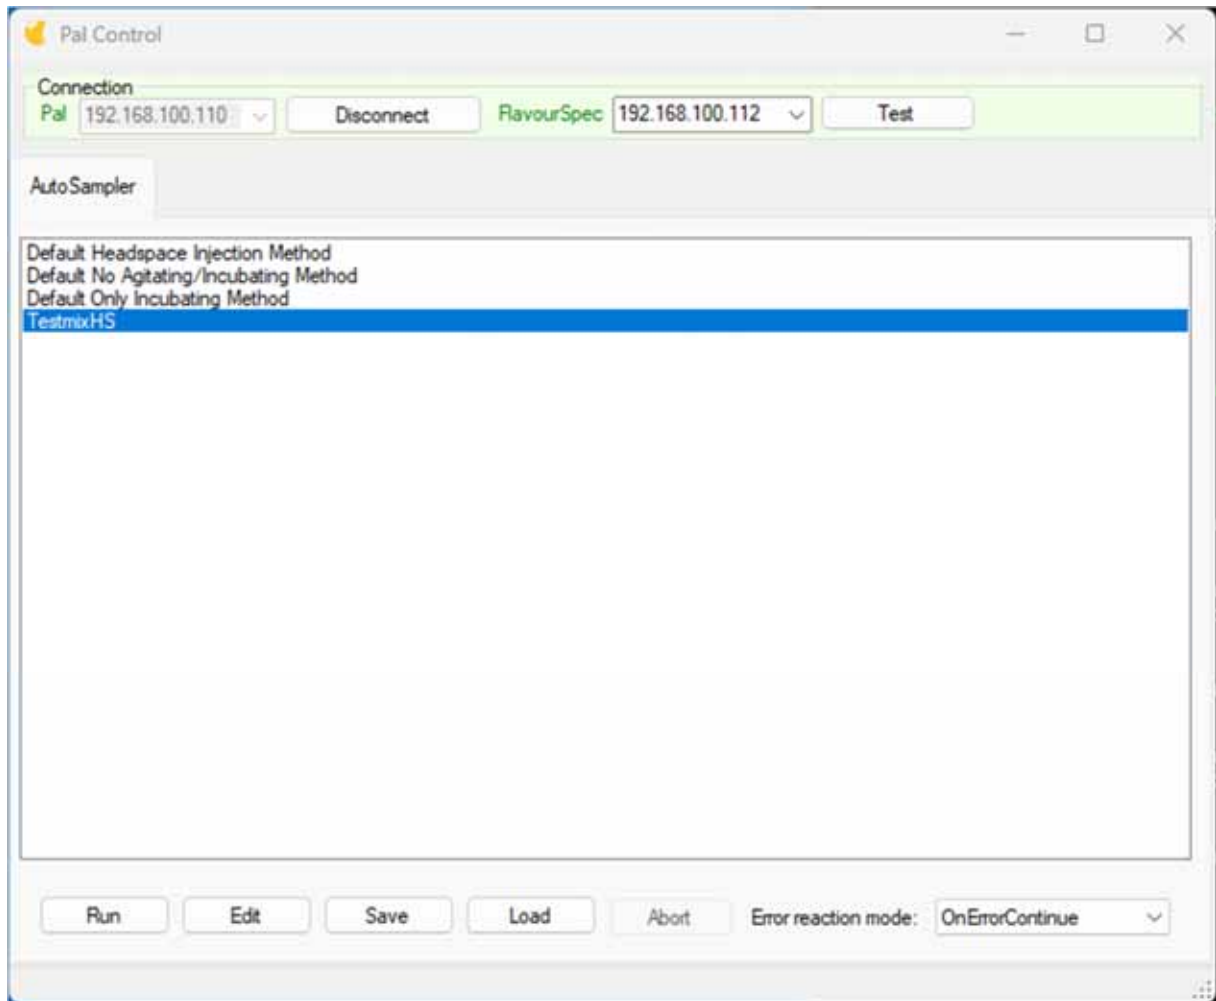 Pal Control
Connection
Pal 192.168.100.110 Disconnect FlavourSpec 192.168.100.112 Test
AutoSampler
Default Headspace Injection Method
Default No Agitating/Incubating Method
Default Only Incubating Method
TestmixHS
Run Edit Save Load Abort Error reaction mode: OnErrorContinue